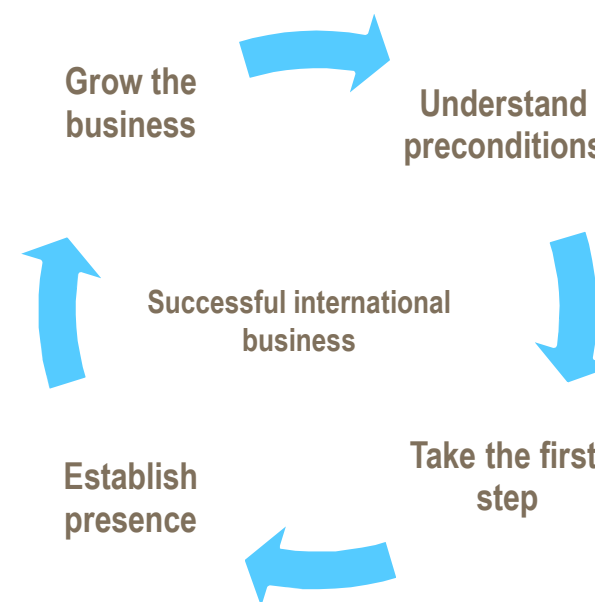 Grow the
business
Understand
preconditions
Successful international
business
Take the first
step
Establish
presence